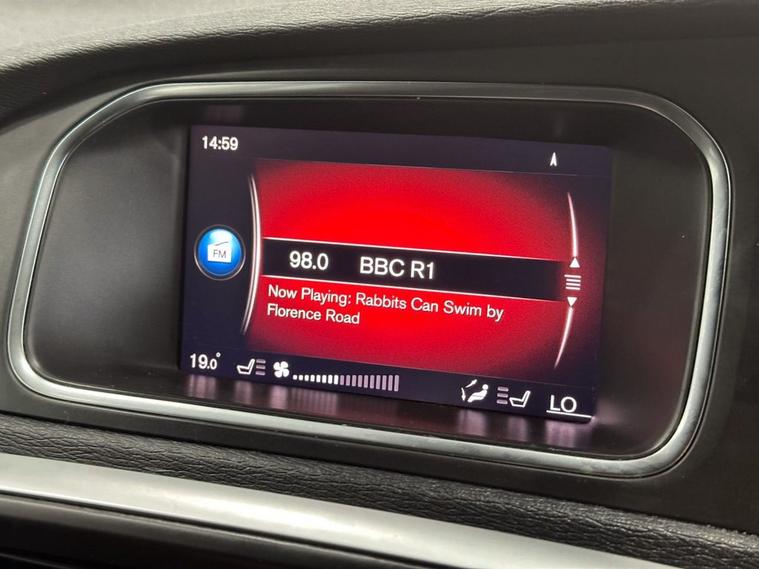 14:59
FM
98.0 BBC R1
Now Playing: Rabbits Can Swim by
Florence Road
19.0° LO